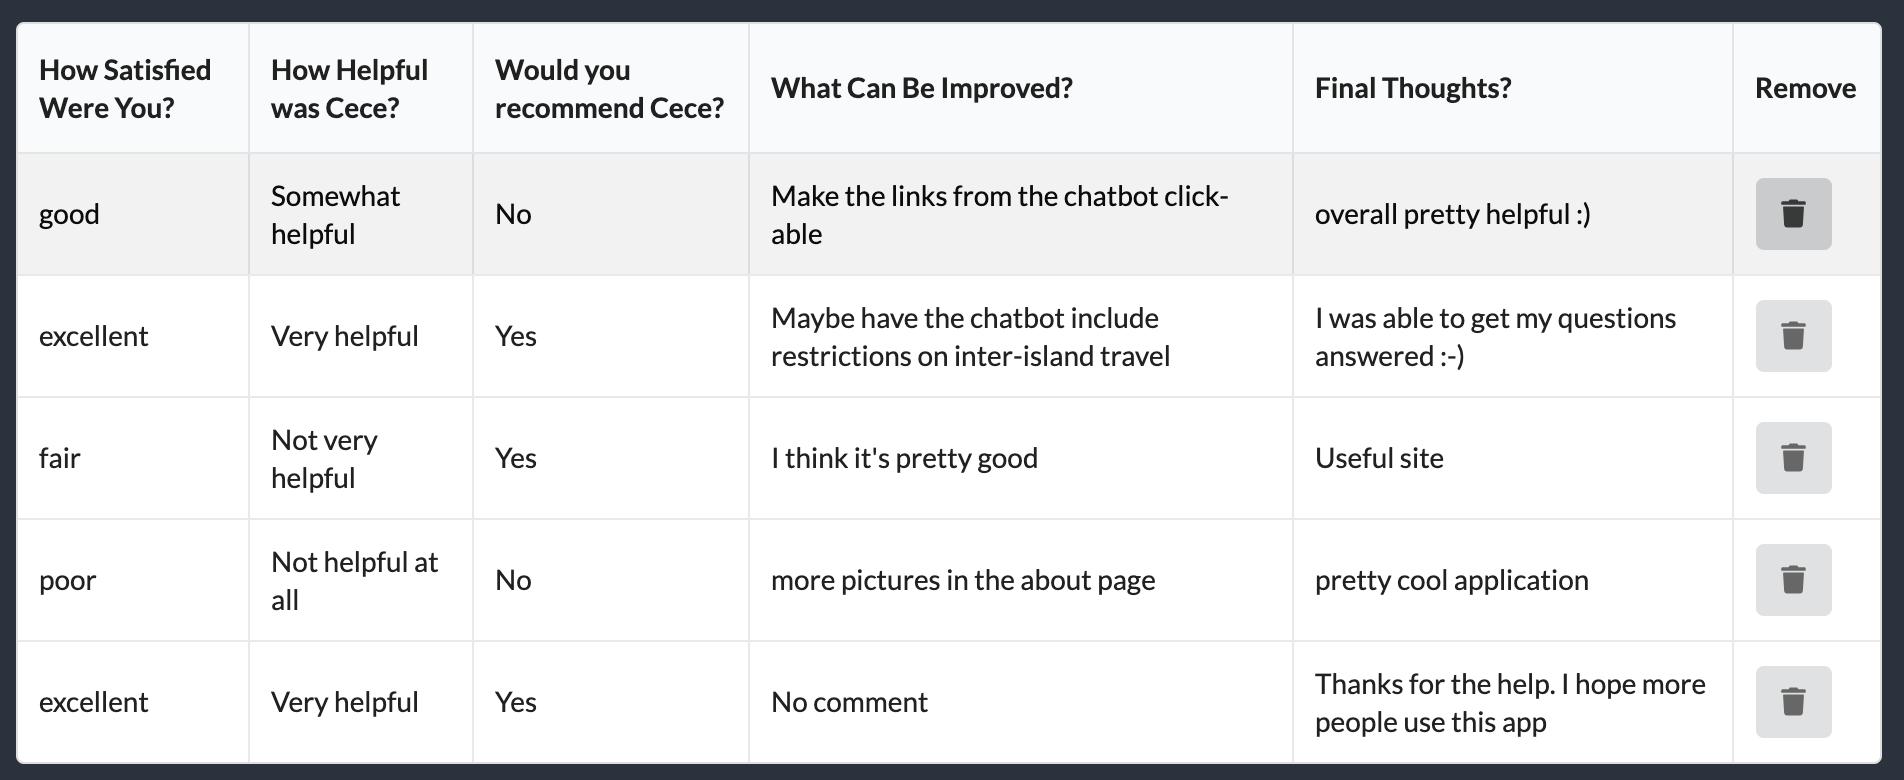 How Satisfied
Were You?
How Helpful
was Cece?
Would you
recommend Cece?
What Can Be Improved?
Final Thoughts?
Remove
good
Somewhat
helpful
No
Make the links from the chatbot click-
able
overall pretty helpful :)
excellent
Very helpful
Yes
Maybe have the chatbot include
restrictions on inter-island travel
I was able to get my questions
answered :-)
fair
Not very
helpful
Yes
I think it's pretty good
Useful site
poor
Not helpful at
all
No
more pictures in the about page
pretty cool application
excellent
Very helpful
Yes
No comment
Thanks for the help. I hope more
people use this app